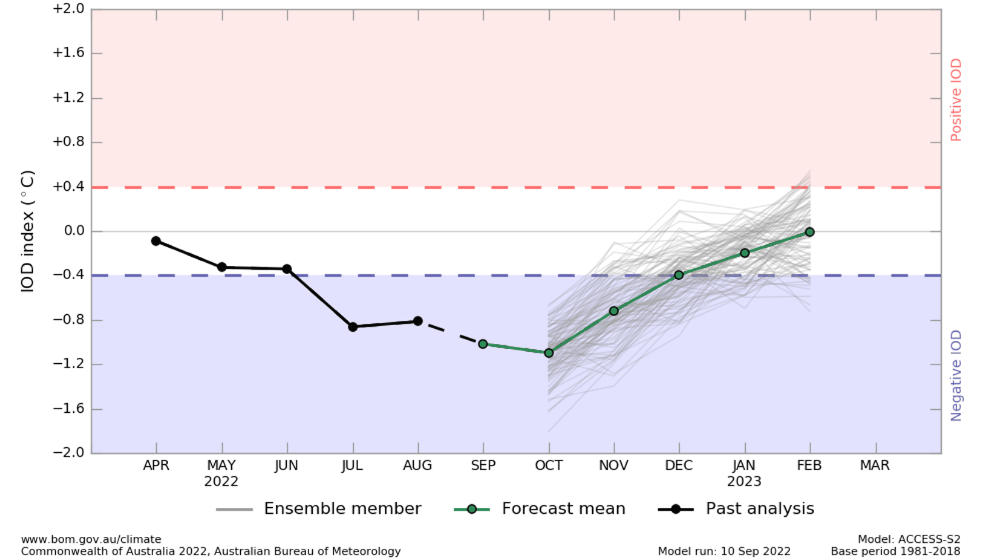 +2.0
+1.6
+1.2
+0.8
+0.4
0.0
−0.4
−0.8
−1.2
−1.6
−2.0
IOD index (°C)
Positive IOD
Negative IOD
APR MAY JUN JUL AUG SEP OCT NOV DEC JAN FEB MAR
2022 2023
Ensemble member Forecast mean Past analysis
www.bom.gov.au/climate Model: ACCESS-S2
Commonwealth of Australia 2022, Australian Bureau of Meteorology Model run: 10 Sep 2022 Base period 1981-2018